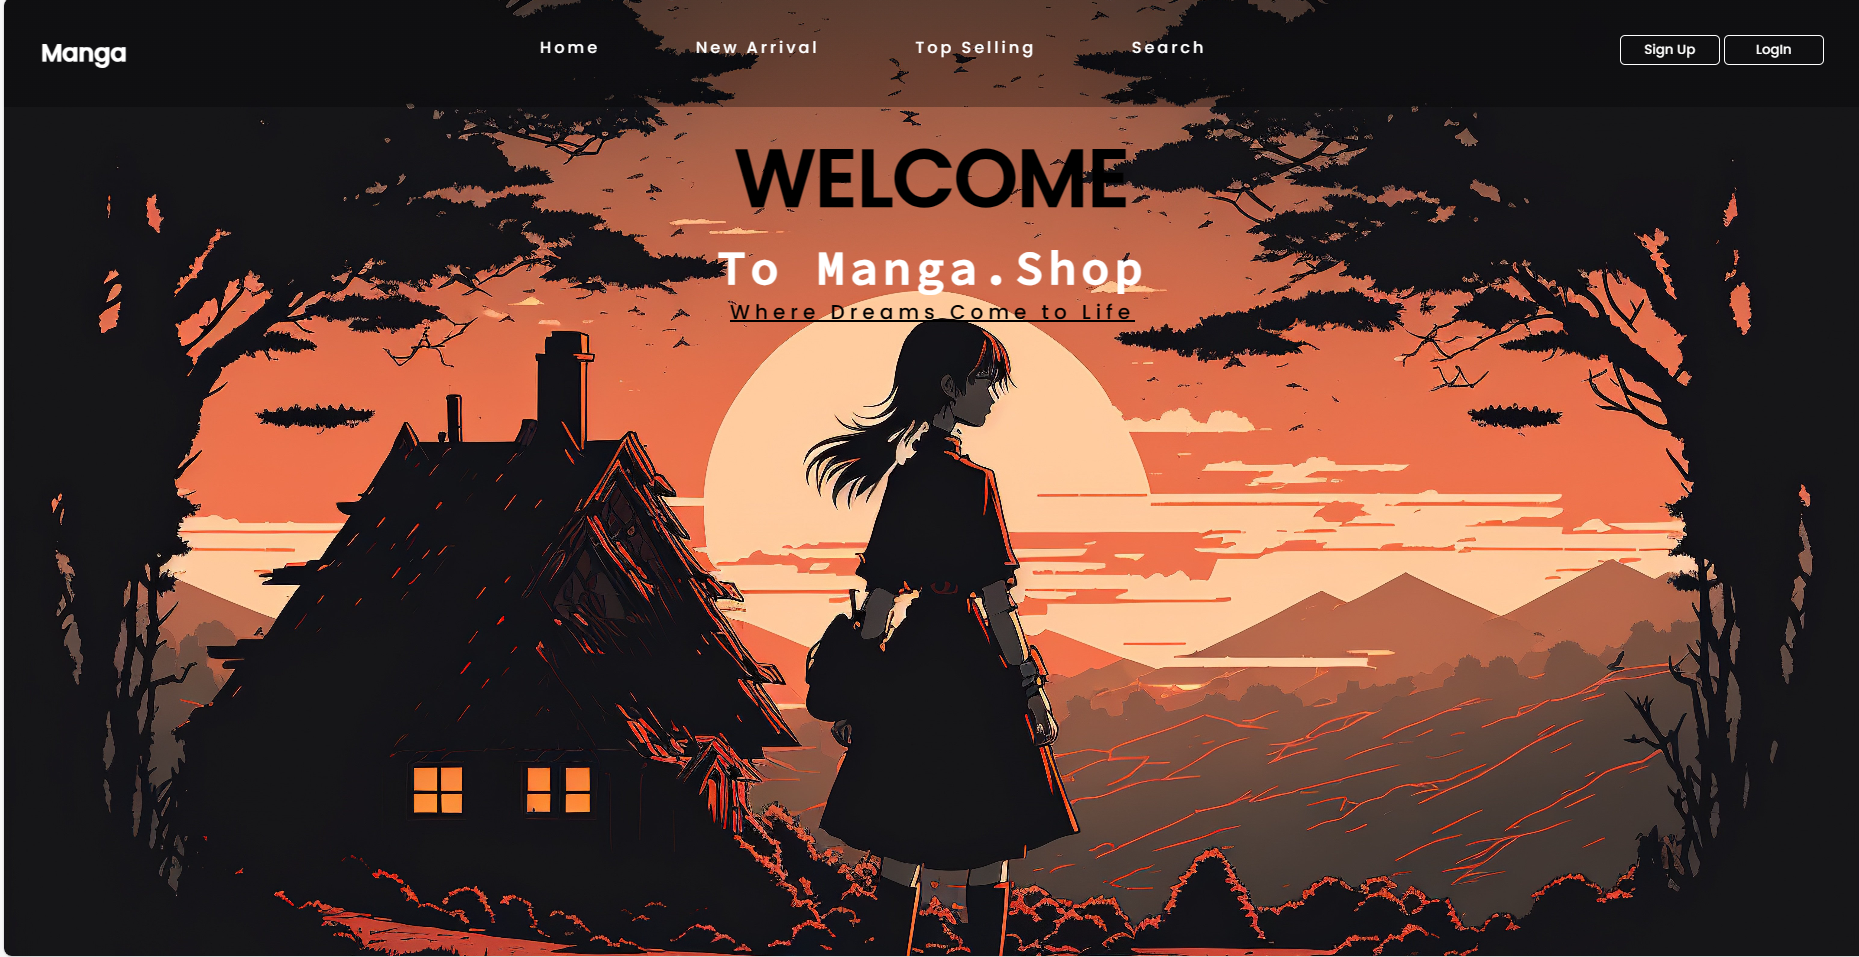 Manga
Home New Arrival Top Selling Search
Sign Up LogIn
WELCOME
To Manga.Shop
Where Dreams Come to Life